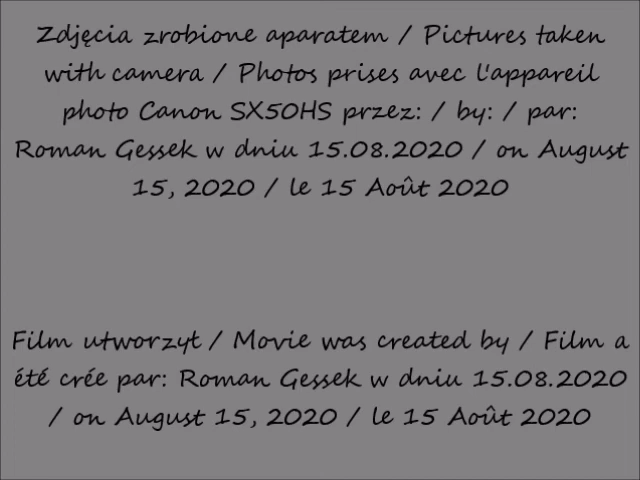 Zdjęcia zrobione aparatem / Pictures taken
with camera / Photos prises avec l'appareil
photo Canon SX50HS przez: / by: / par:
Roman Gessek w dniu 15.08.2020 / on August
15, 2020 / le 15 Août 2020
Film utworzył / Movie was created by / Film a
été crée par: Roman Gessek w dniu 15.08.2020
/ on August 15, 2020 / le 15 Août 2020